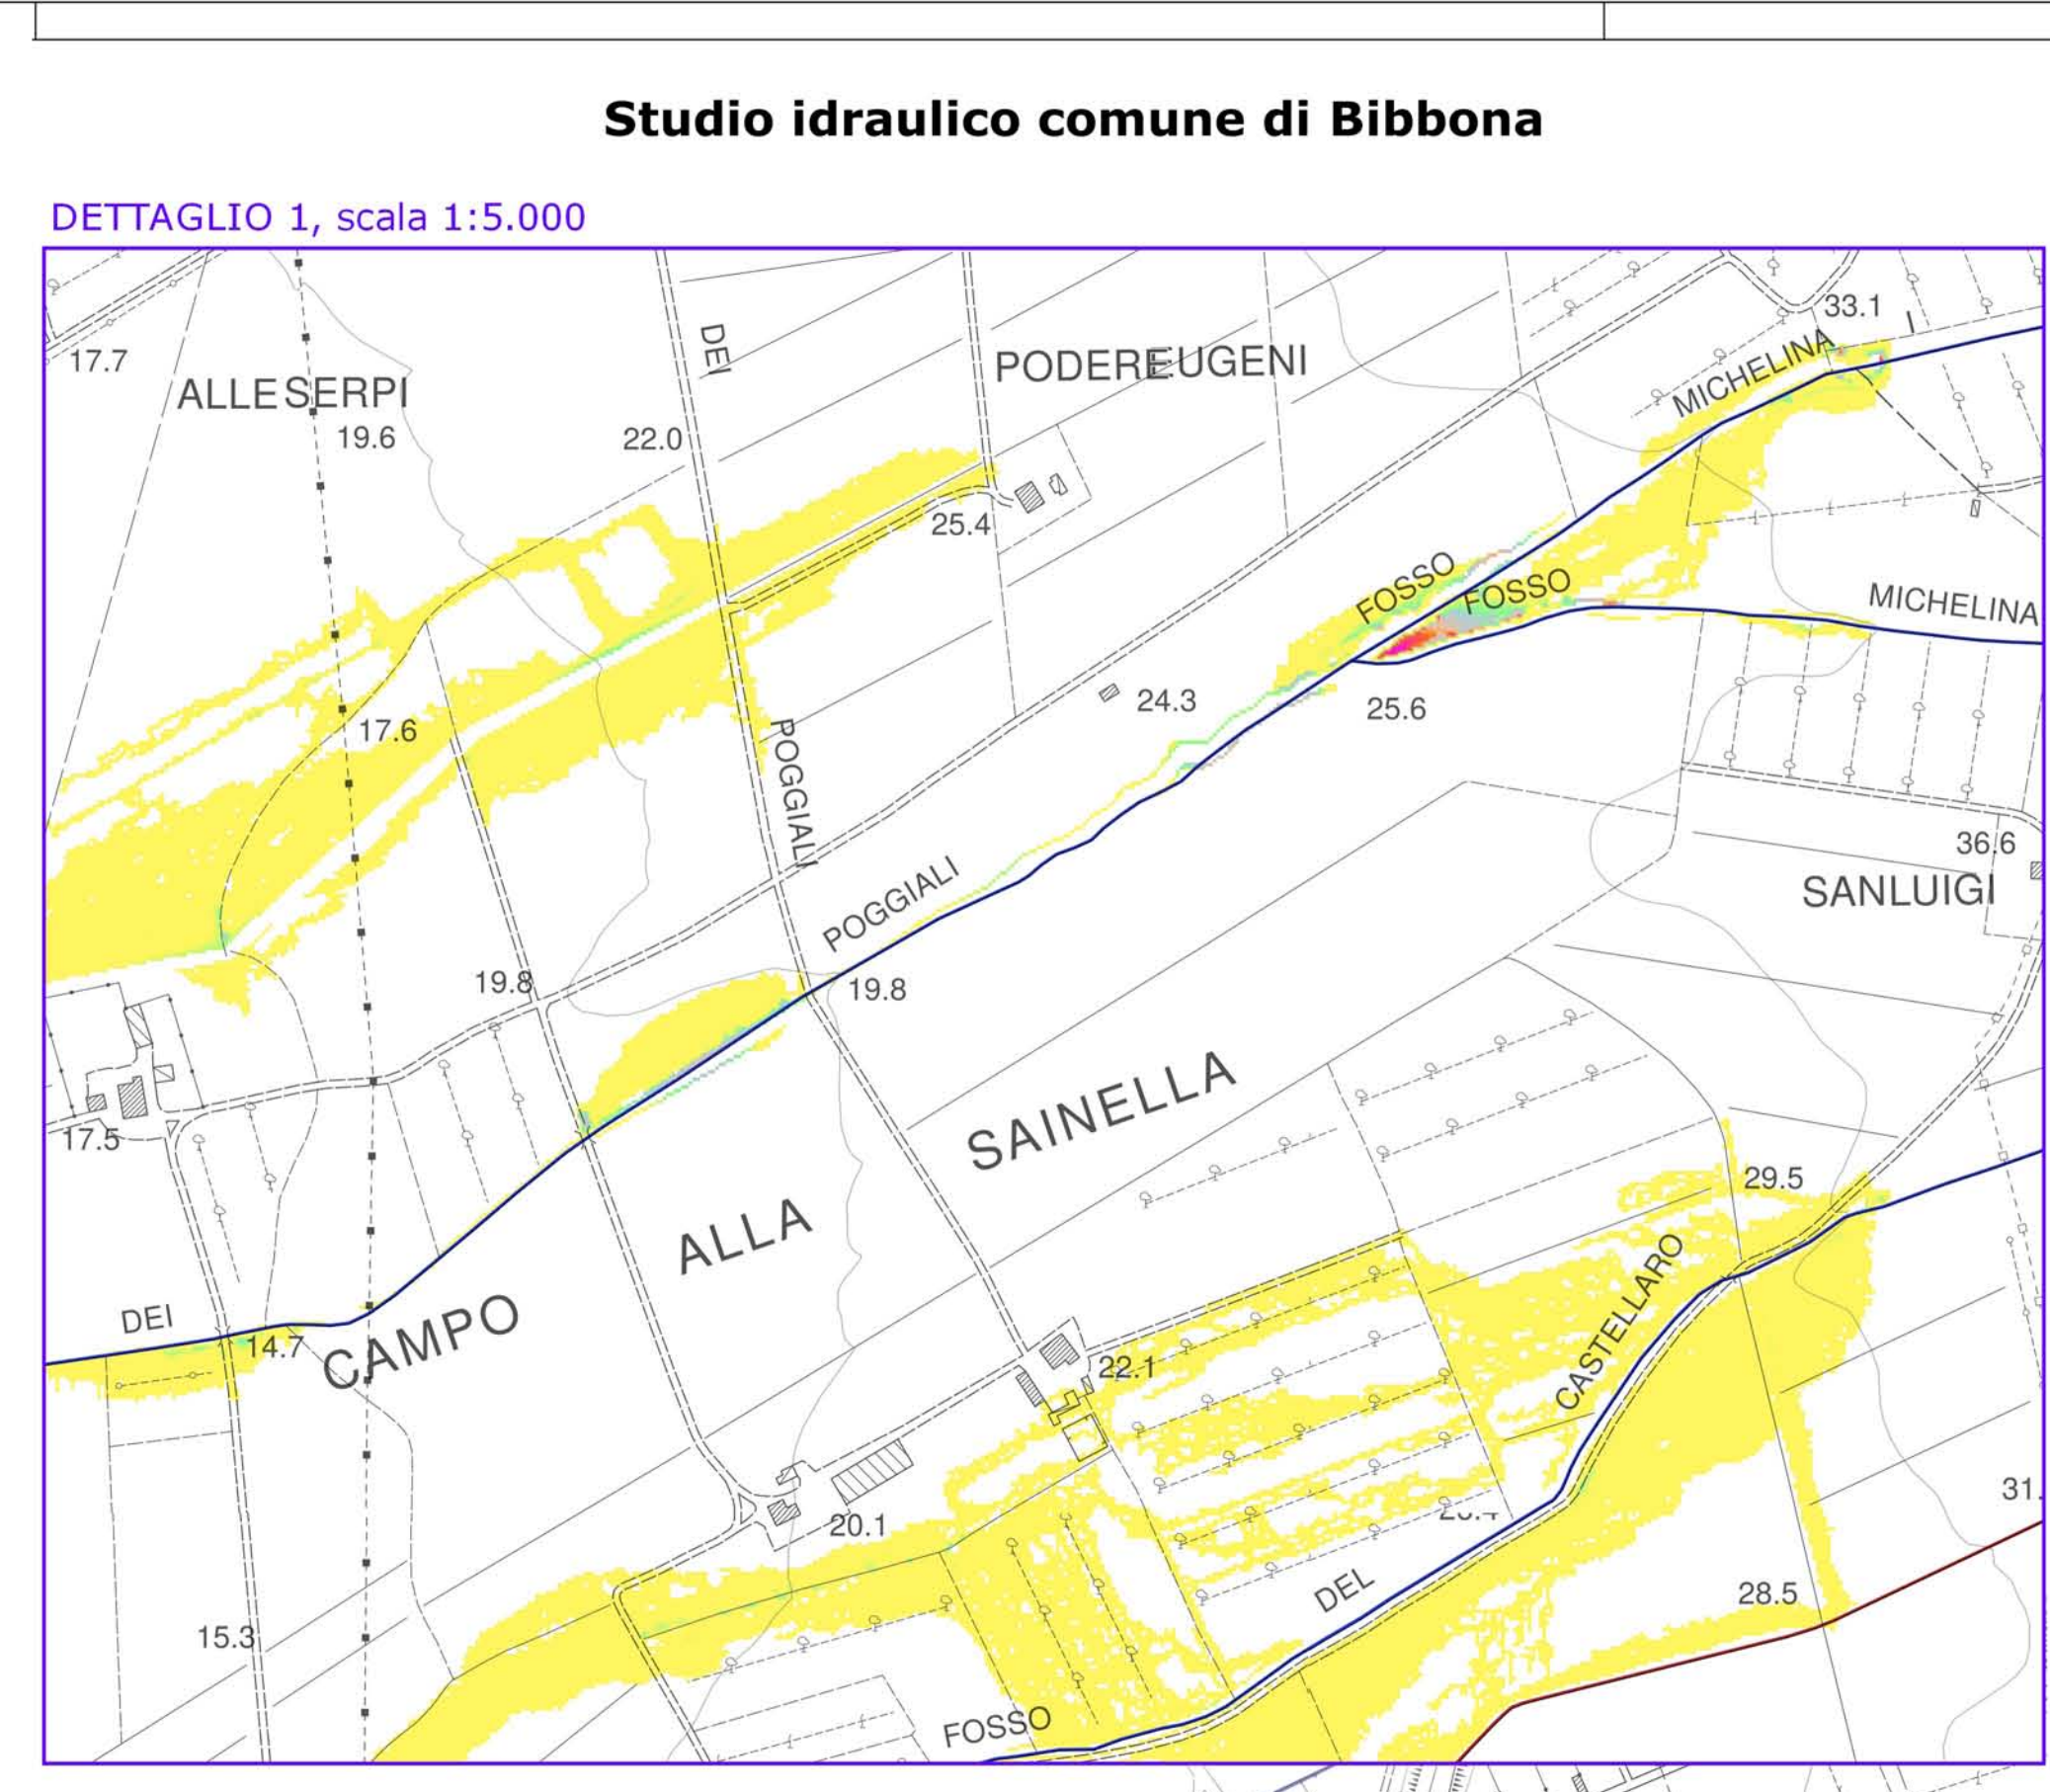 Studio idraulico comune di Bibbona
DETTAGLIO 1, scala 1:5.000
33.1
I
DEI
MICHELINA
17.7
PODERE EUGENI
ALLE SERPI
19.6
22.0
25.4
FOSSO
FOSSO
MICHELINA
24.3
25.6
17.6
POGGIALI
36.6
SANLUIGI
POGGIALI
19.8
19.8
SAINELLA
17.5
29.5
ALLA
CASTELLARO
DEI
14.7
CAMPO
22.1
31.
20.1
DEL
28.5
15.3
FOSSO